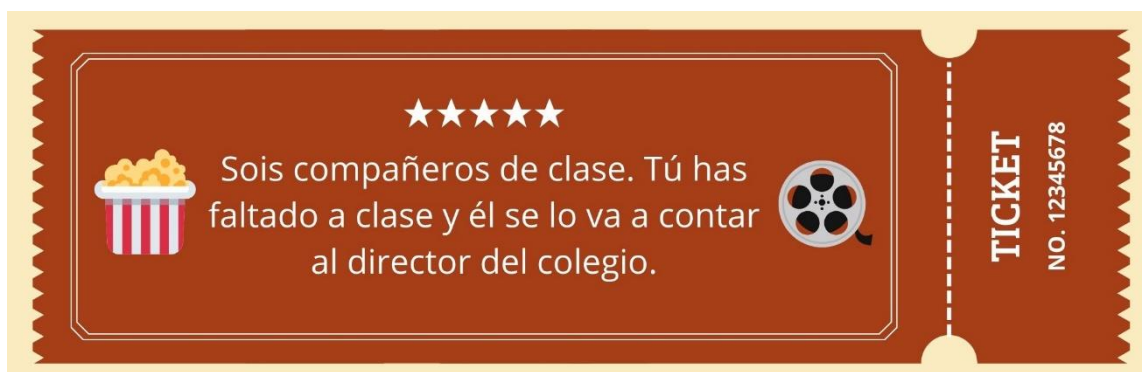 Sois compañeros de clase. Tú has
faltado a clase y él se lo va a contar
al director del colegio.
TICKET
NO. 12345678